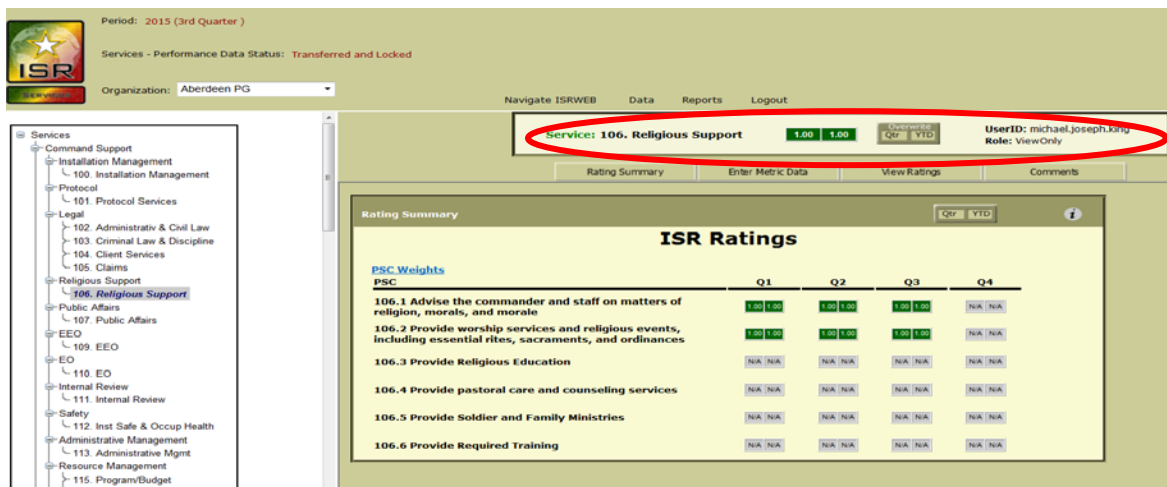 Period: 2015 (3rd Quarter )
Services - Performance Data Status: Transferred and Locked
ISR
SERVICES
Organization: Aberdeen PG
Navigate ISRWEB Data Reports Logout
Service: 106. Religious Support 1.00 1.00 Overwrite Qtr YTD
UserID: michael.joseph.king
Role: ViewOnly
Rating Summary Enter Metric Data View Ratings Comments
Services
Command Support
Installation Management
100. Installation Management
Protocol
101. Protocol Services
Legal
102. Administrativ & Civil Law
103. Criminal Law & Discipline
104. Client Services
105. Claims
Religious Support
106. Religious Support
Public Affairs
107. Public Affairs
EEO
109. EEO
EO
110. EO
Internal Review
111. Internal Review
Safety
112. Inst Safe & Occup Health
Administrative Management
113. Administrative Mgmt
Resource Management
115. Program/Budget
Rating Summary Qtr YTD i
ISR Ratings
PSC Weights
PSC Q1 Q2 Q3 Q4
106.1 Advise the commander and staff on matters of
religion, morals, and morale 1.00 1.00 1.00 1.00 1.00 1.00 N/A N/A
106.2 Provide worship services and religious events,
including essential rites, sacraments, and ordinances 1.00 1.00 1.00 1.00 1.00 1.00 N/A N/A
106.3 Provide Religious Education N/A N/A N/A N/A N/A N/A N/A N/A
106.4 Provide pastoral care and counseling services N/A N/A N/A N/A N/A N/A N/A N/A
106.5 Provide Soldier and Family Ministries N/A N/A N/A N/A N/A N/A N/A N/A
106.6 Provide Required Training N/A N/A N/A N/A N/A N/A N/A N/A